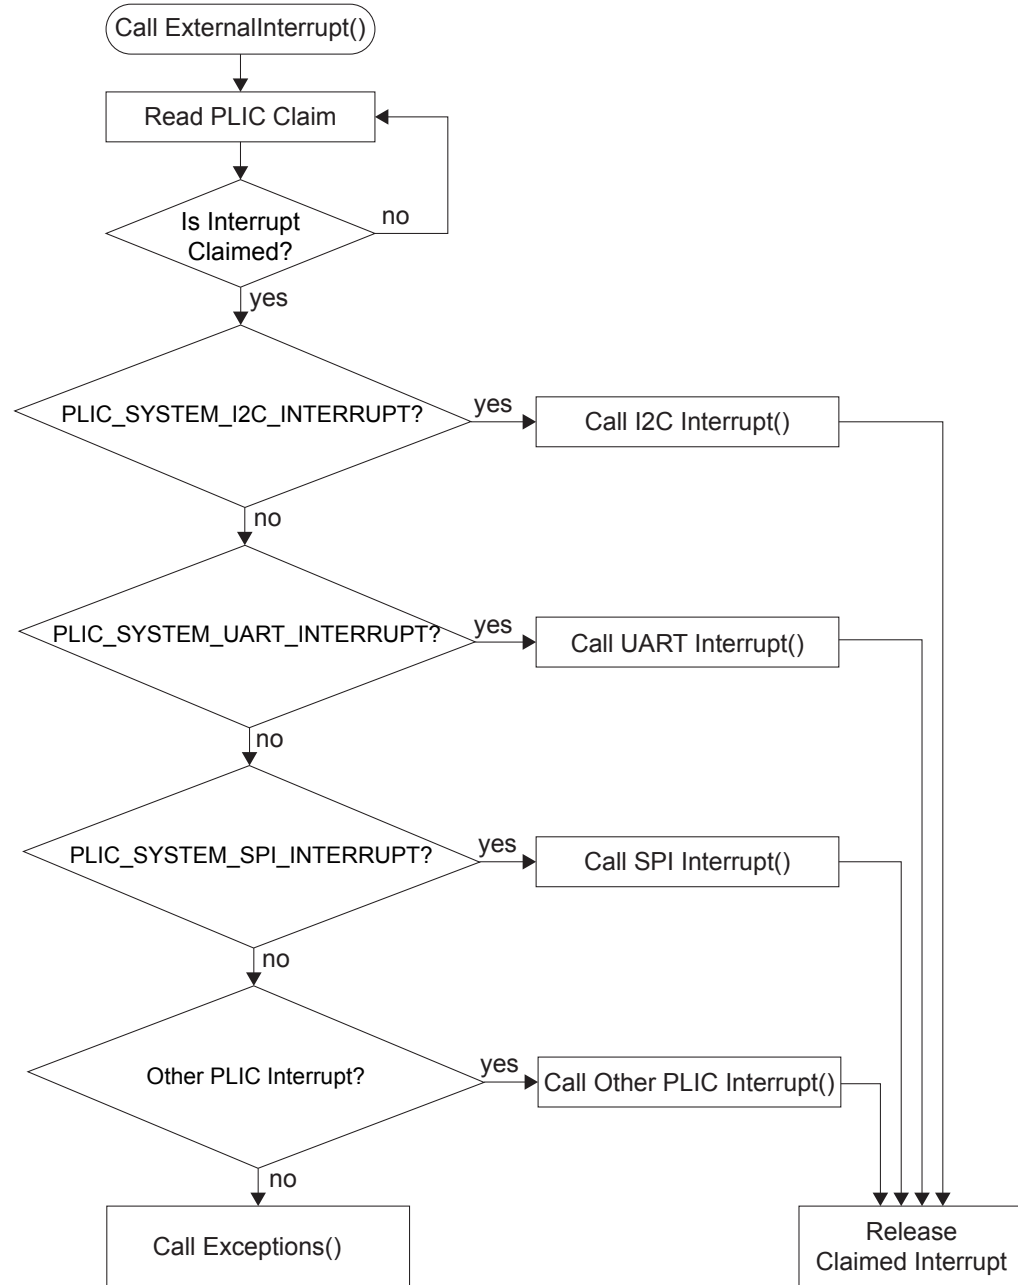 Call ExternalInterrupt()
Read PLIC Claim
Is Interrupt
Claimed?
no
yes
PLIC_SYSTEM_I2C_INTERRUPT?
yes
Call I2C Interrupt()
no
PLIC_SYSTEM_UART_INTERRUPT?
yes
Call UART Interrupt()
no
PLIC_SYSTEM_SPI_INTERRUPT?
yes
Call SPI Interrupt()
no
Other PLIC Interrupt?
yes
Call Other PLIC Interrupt()
no
Call Exceptions()
Release
Claimed Interrupt